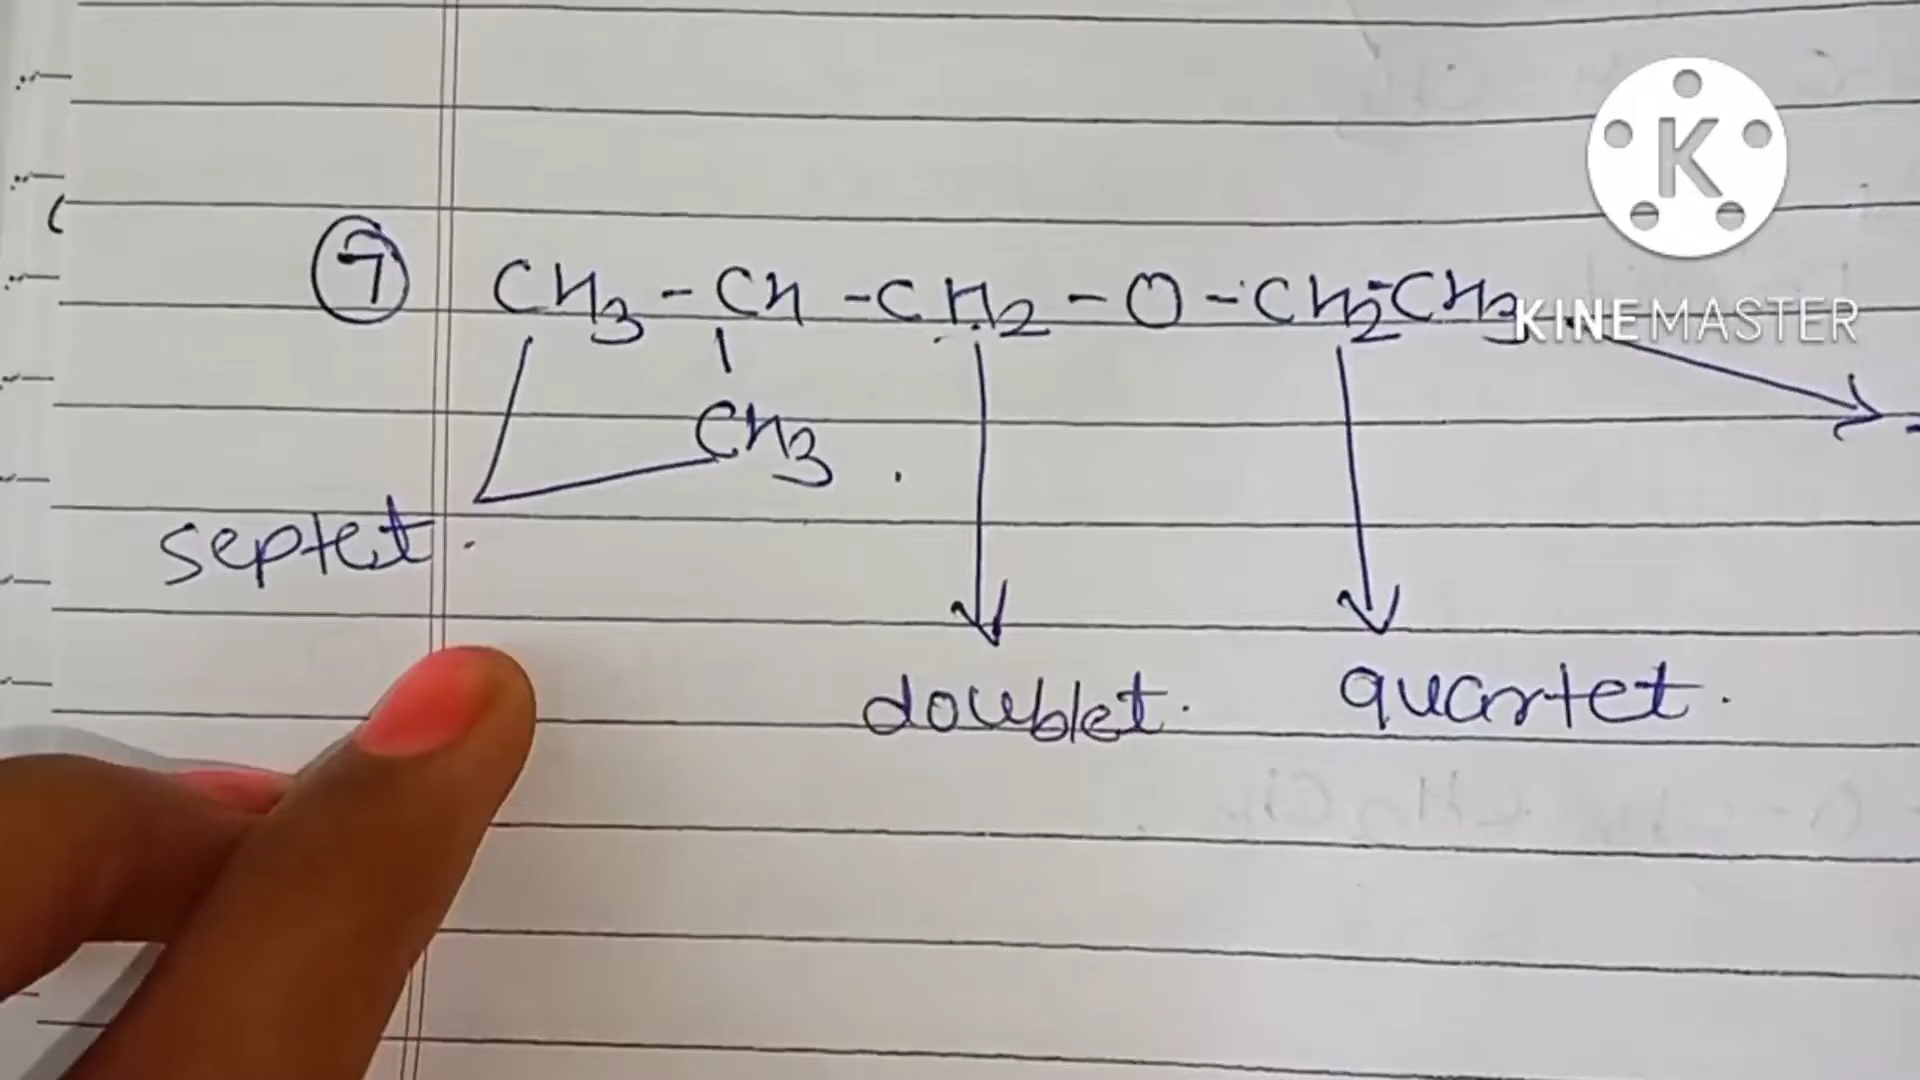 7 CH3 - CH - CH2 - O - CH2-CH3
CH3
septet.
doublet. quartet.
K
KINEMASTER